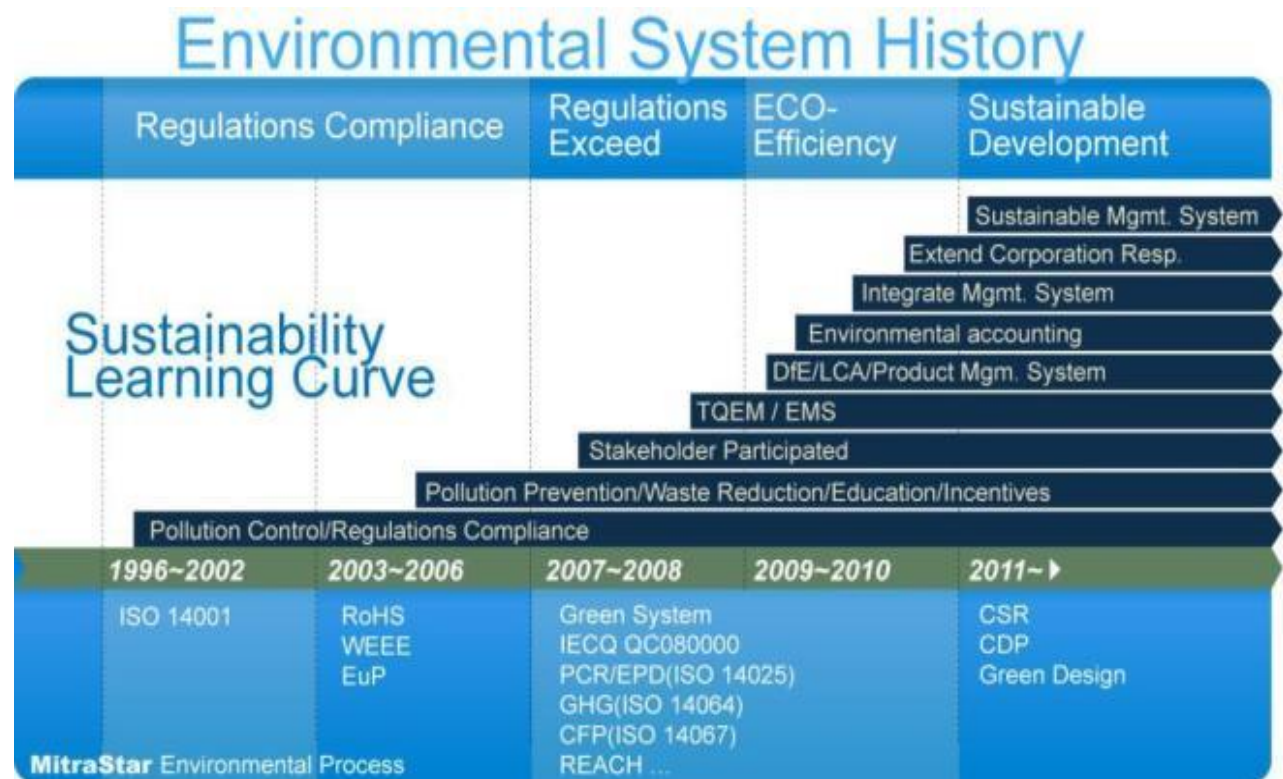 Environmental System History
Regulations Compliance
Regulations
Exceed
ECO-
Efficiency
Sustainable
Development
Sustainable Mgmt. System
Extend Corporation Resp.
Integrate Mgmt. System
Environmental accounting
DfE/LCA/Product Mgm. System
TQEM / EMS
Stakeholder Participated
Pollution Prevention/Waste Reduction/Education/Incentives
Pollution Control/Regulations Compliance
Sustainability
Learning Curve
1996~2002
2003~2006
2007~2008
2009~2010
2011~
ISO 14001
RoHS
WEEE
EuP
Green System
IECQ QC080000
PCR/EPD(ISO 14025)
GHG(ISO 14064)
CFP(ISO 14067)
REACH ...
CSR
CDP
Green Design
MitraStar Environmental Process